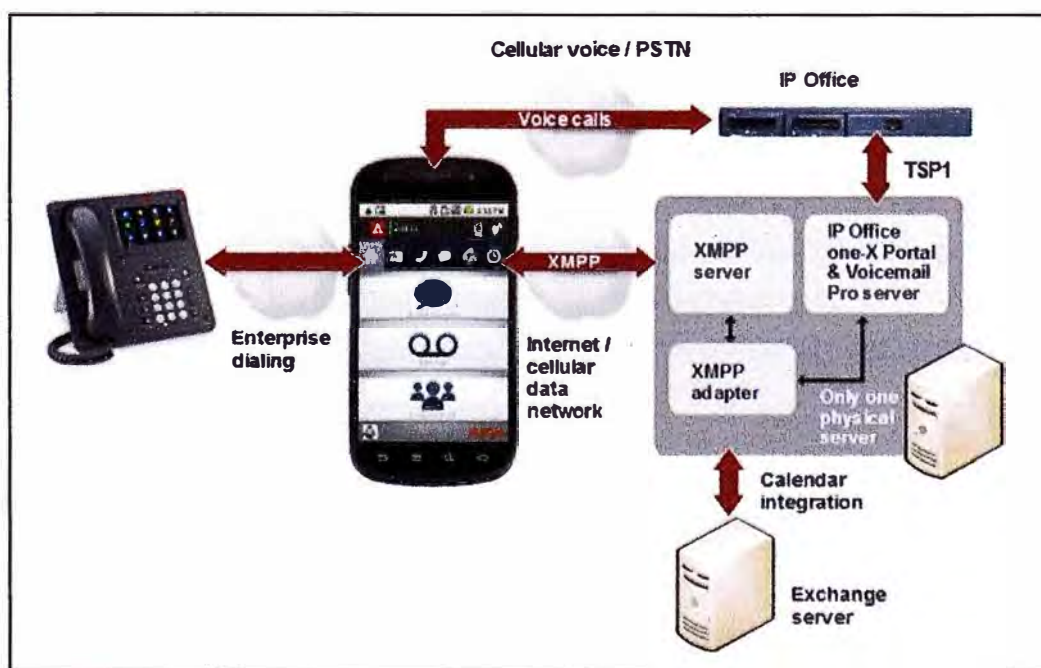 Cellular voice / PSTN
IP Office
Voice calls
TSP1
XMPP
server
IP Office
one-X Portal
& Voicemail
Pro server
XMPP
Enterprise
dialing
Internet /
cellular
data
network
XMPP
adapter
Only one
physical
server
Calendar
integration
Exchange
server